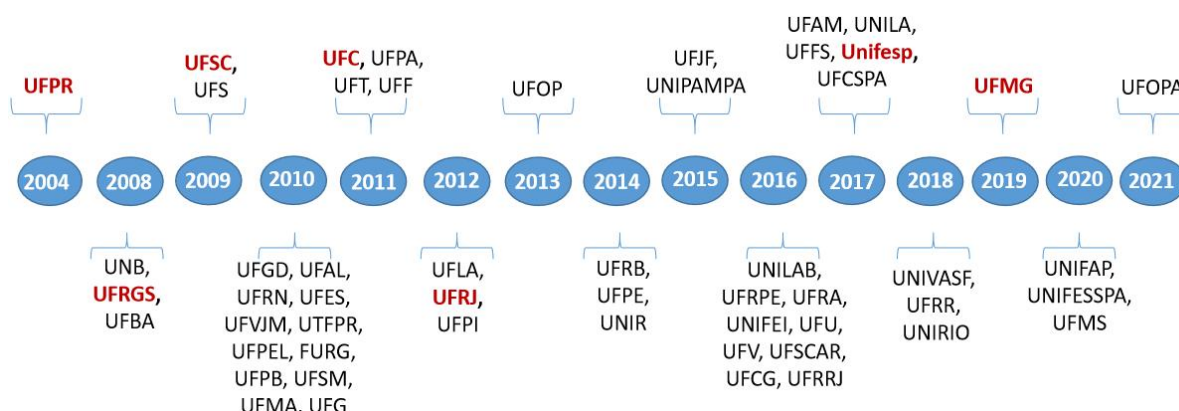 UFPR
UFSC,
UFS
UFC, UFPA,
UFT, UFF
UFOP
UFJF,
UNIPAMPA
UFAM, UNILA,
UFFS, Unifesp,
UFCSPA
UFMG
UFOPA
2004 2008 2009 2010 2011 2012 2013 2014 2015 2016 2017 2018 2019 2020 2021
UNB,
UFRGS,
UFBA
UFGD, UFAL,
UFRN, UFES,
UFVJM, UTFPR,
UFPEL, FURG,
UFPB, UFSM,
UFMA, UFG
UFLA,
UFRJ,
UFPI
UFRB,
UFPE,
UNIR
UNILAB,
UFRPE, UFRA,
UNIFEI, UFU,
UFV, UFSCAR,
UFCG, UFRRJ
UNIVASF,
UFRR,
UNIRIO
UNIFAP,
UNIFESSPA,
UFMS